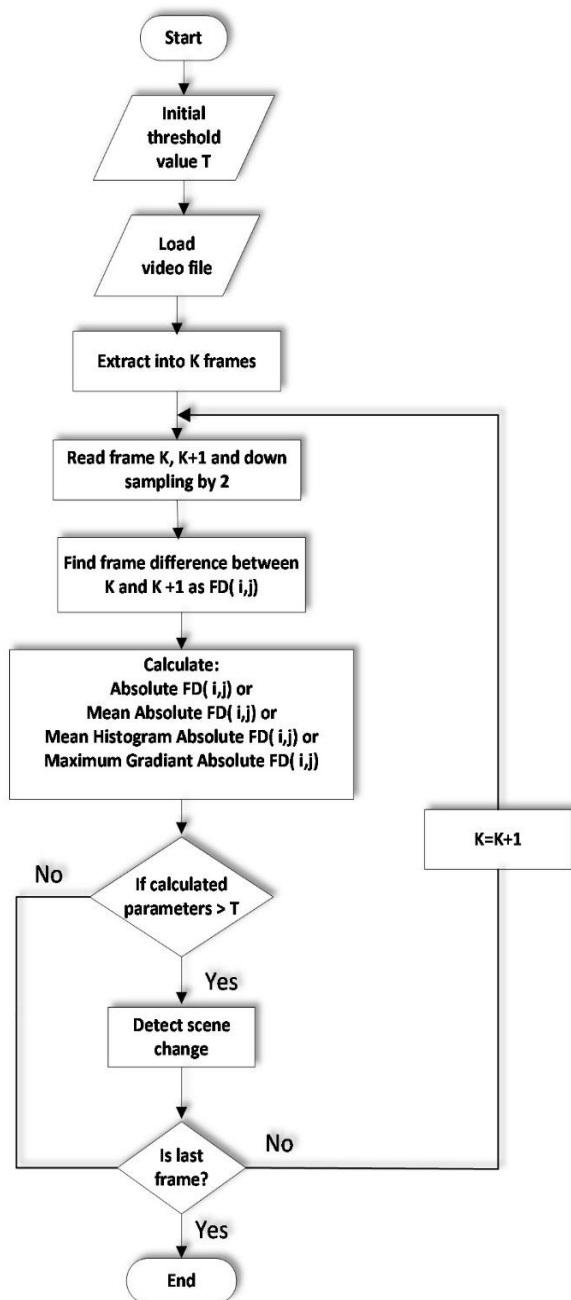 Start
Initial
threshold
value T
Load
video file
Extract into K frames
Read frame K, K+1 and down
sampling by 2
Find frame difference between
K and K +1 as FD( i,j)
Calculate:
Absolute FD( i,j) or
Mean Absolute FD( i,j) or
Mean Histogram Absolute FD( i,j) or
Maximum Gradiant Absolute FD( i,j)
K=K+1
No
If calculated
parameters > T
Yes
Detect scene
change
No
Is last
frame?
Yes
End